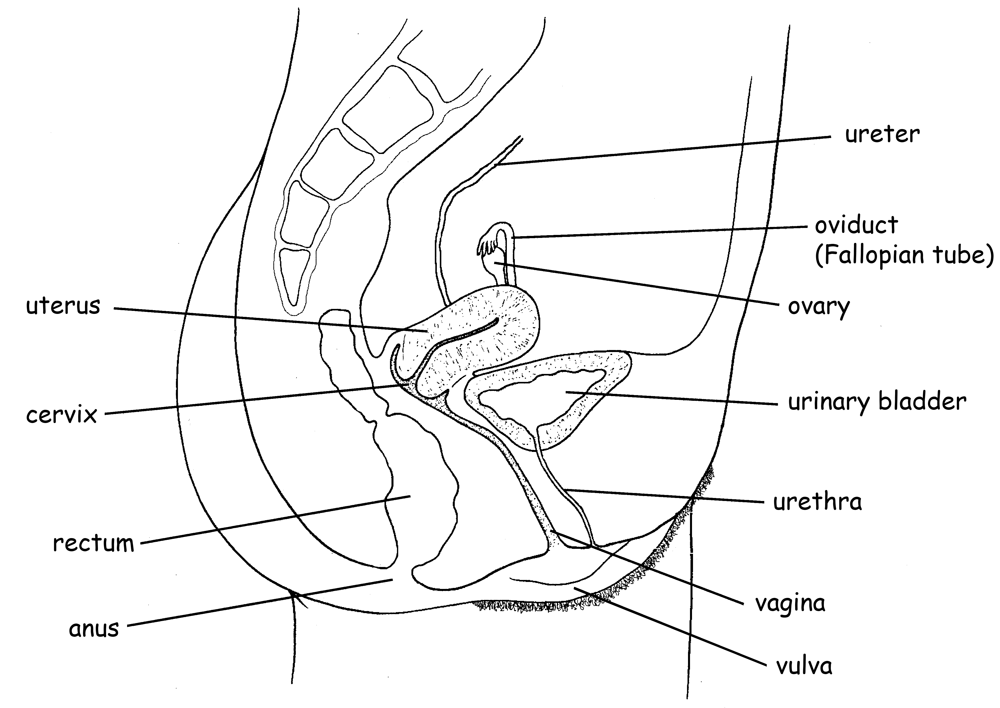 ureter
oviduct
(Fallopian tube)
uterus
ovary
urinary bladder
cervix
urethra
rectum
vagina
anus
vulva